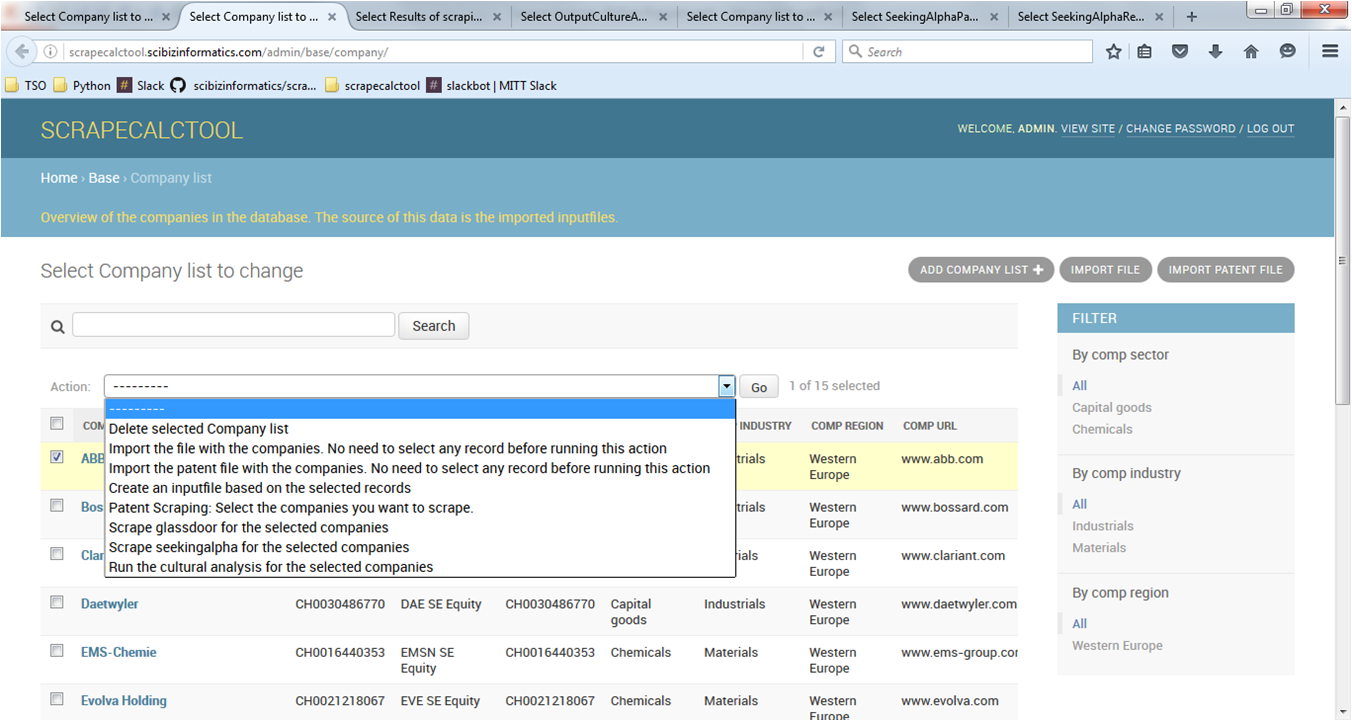 Select Company list to ...
Select Company list to ...
Select Results of scrapi...
Select OutputCultureA...
Select Company list to ...
Select SeekingAlphaPa...
Select SeekingAlphaRe...
scrapecalctool.scibizinformatics.com/admin/base/company/
Search
TSO
Python
Slack
scibizinformatics/scra...
scrapecalctool
slackbot | MITT Slack
SCRAPECALCTOOL
WELCOME, ADMIN. VIEW SITE / CHANGE PASSWORD / LOG OUT
Home › Base › Company list
Overview of the companies in the database. The source of this data is the imported inputfiles.
Select Company list to change
ADD COMPANY LIST +
IMPORT FILE
IMPORT PATENT FILE
Search
Action:
---------
Go
1 of 15 selected
---------
Delete selected Company list
Import the file with the companies. No need to select any record before running this action
Import the patent file with the companies. No need to select any record before running this action
Create an inputfile based on the selected records
Patent Scraping: Select the companies you want to scrape.
Scrape glassdoor for the selected companies
Scrape seekingalpha for the selected companies
Run the cultural analysis for the selected companies
COM INDUSTRY COMP REGION COMP URL
ABB trials Western Europe www.abb.com
Bos trials Western Europe www.bossard.com
Clar ials Western Europe www.clariant.com
Daetwyler CH0030486770 DAE SE Equity CH0030486770 Capital goods Industrials Western Europe www.daetwyler.com
EMS-Chemie CH0016440353 EMSN SE Equity CH0016440353 Chemicals Materials Western Europe www.ems-group.cor
Evolva Holding CH0021218067 EVE SE Equity CH0021218067 Chemicals Materials Western Europe www.evolva.com
FILTER
By comp sector
All
Capital goods
Chemicals
By comp industry
All
Industrials
Materials
By comp region
All
Western Europe